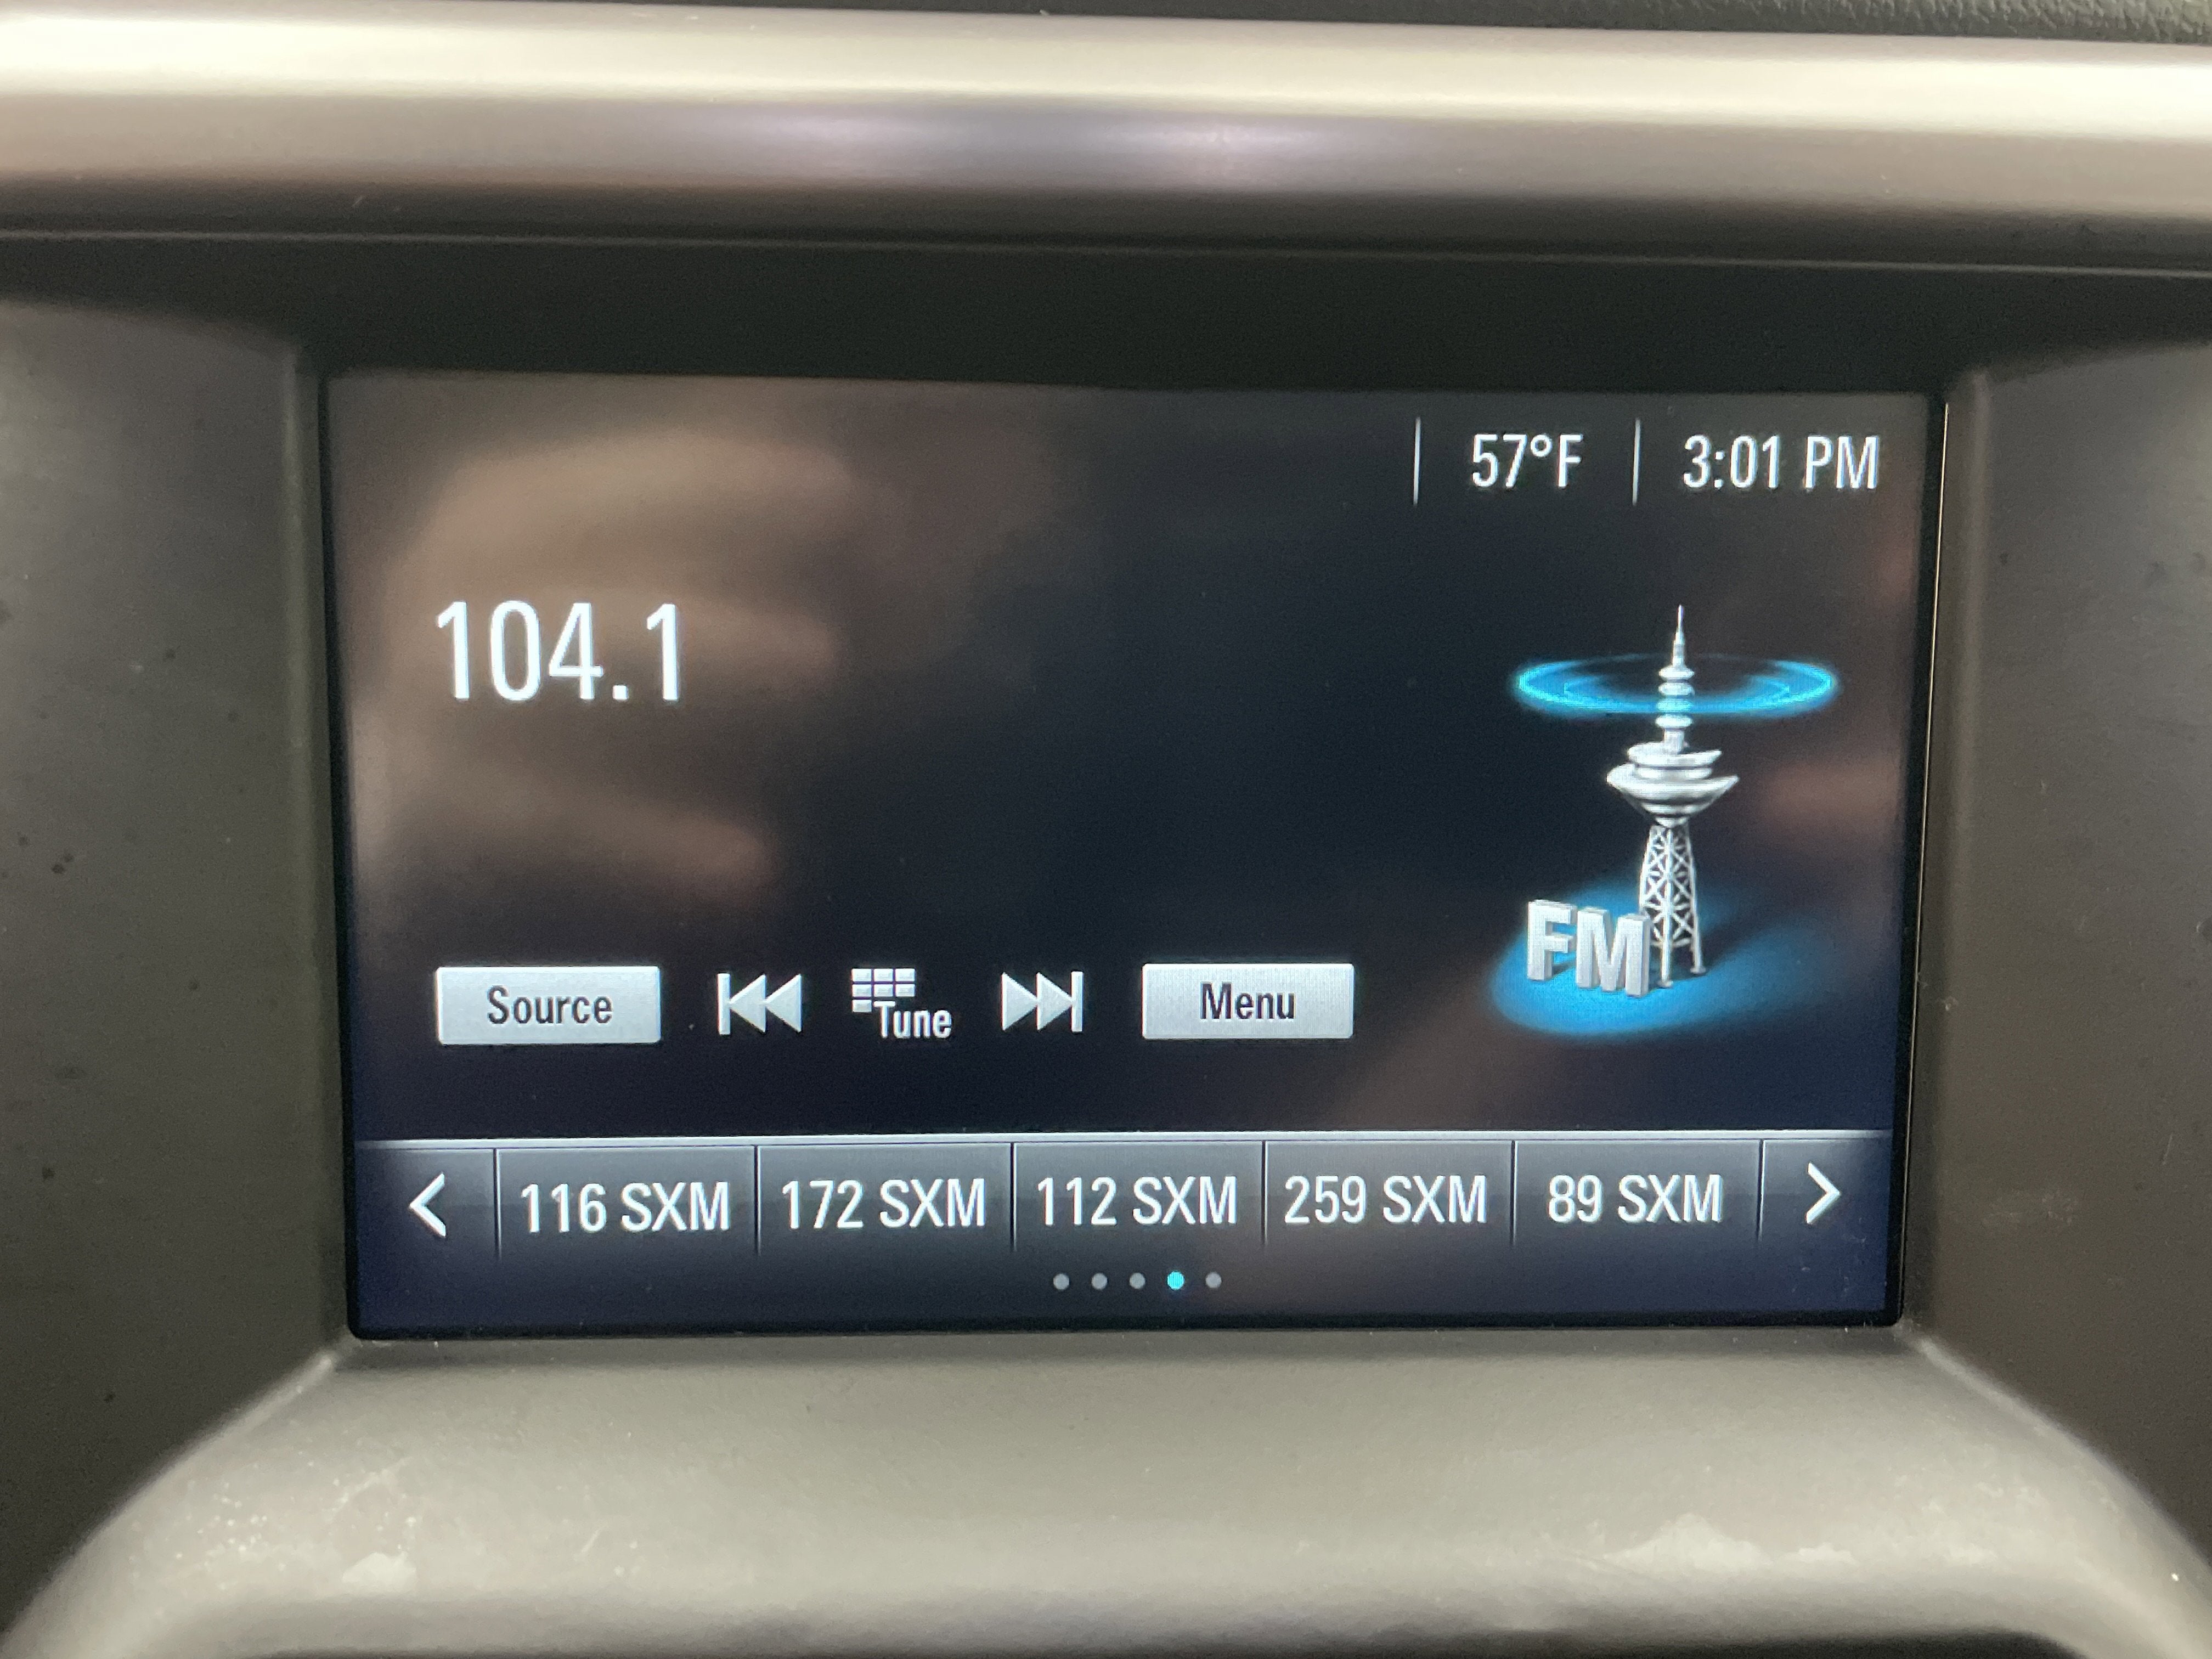 57°F 3:01 PM
104.1
FM
Source Tune Menu
116 SXM 172 SXM 112 SXM 259 SXM 89 SXM